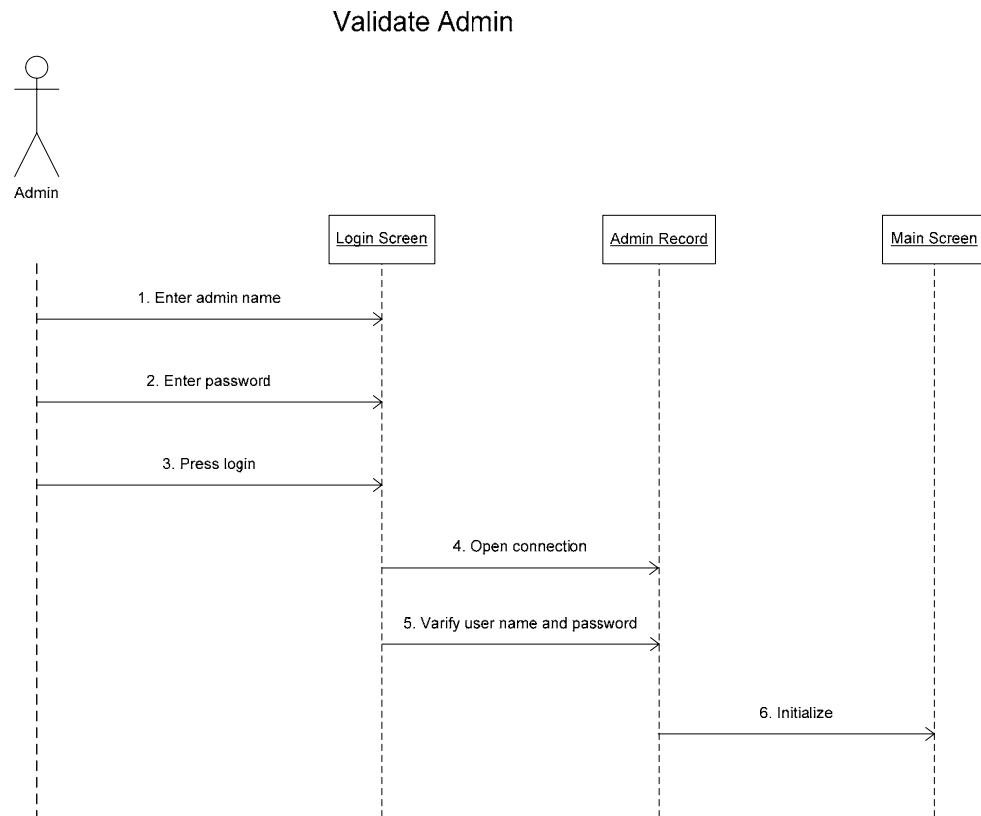 Validate Admin
Admin
Login Screen
Admin Record
Main Screen
1. Enter admin name
2. Enter password
3. Press login
4. Open connection
5. Varify user name and password
6. Initialize